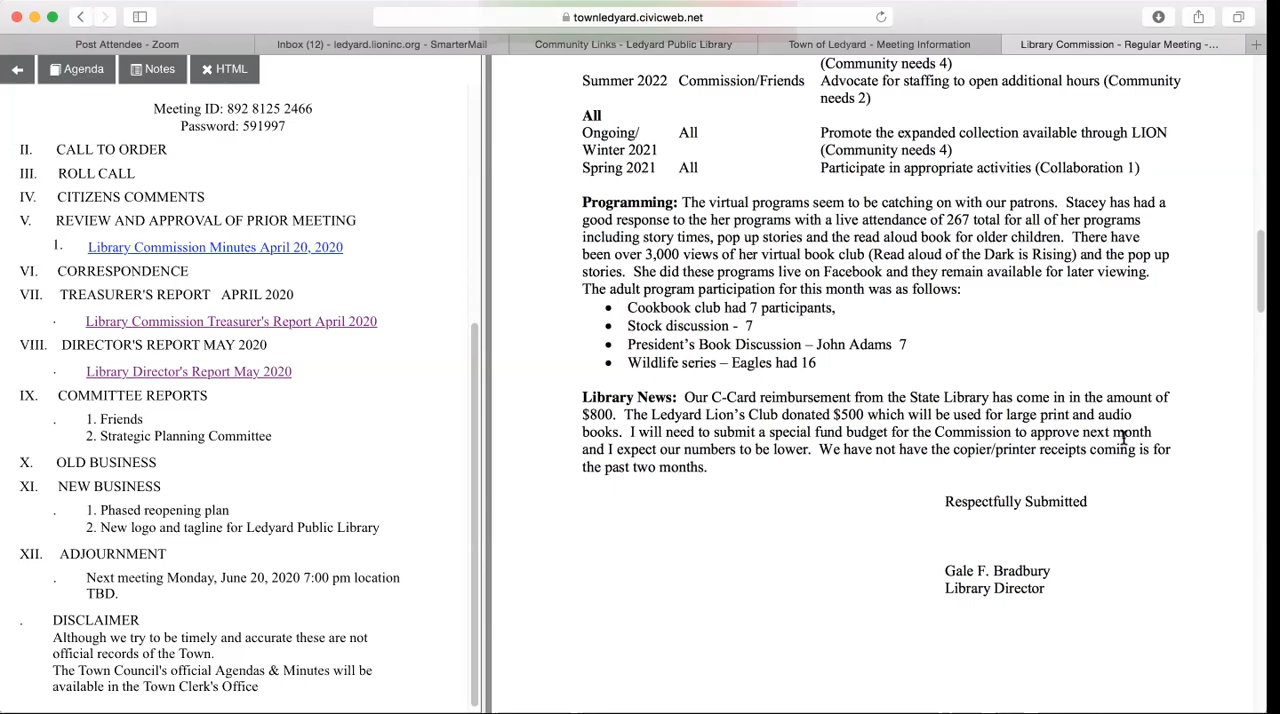 townledyard.civicweb.net
Post Attendee - Zoom
Inbox (12) - ledyard.lioninc.org - SmarterMail
Community Links - Ledyard Public Library
Town of Ledyard - Meeting Information
Library Commission - Regular Meeting -...
Agenda
Notes
HTML
Meeting ID: 892 8125 2466
Password: 591997
II. CALL TO ORDER
III. ROLL CALL
IV. CITIZENS COMMENTS
V. REVIEW AND APPROVAL OF PRIOR MEETING
I. Library Commission Minutes April 20, 2020
VI. CORRESPONDENCE
VII. TREASURER'S REPORT APRIL 2020
. Library Commission Treasurer's Report April 2020
VIII. DIRECTOR'S REPORT MAY 2020
. Library Director's Report May 2020
IX. COMMITTEE REPORTS
1. Friends
2. Strategic Planning Committee
X. OLD BUSINESS
XI. NEW BUSINESS
. 1. Phased reopening plan
2. New logo and tagline for Ledyard Public Library
XII. ADJOURNMENT
. Next meeting Monday, June 20, 2020 7:00 pm location
TBD.
. DISCLAIMER
Although we try to be timely and accurate these are not
official records of the Town.
The Town Council's official Agendas & Minutes will be
available in the Town Clerk's Office
(Community needs 4)
Summer 2022 Commission/Friends Advocate for staffing to open additional hours (Community
needs 2)
All
Ongoing/ All Promote the expanded collection available through LION
Winter 2021 (Community needs 4)
Spring 2021 All Participate in appropriate activities (Collaboration 1)
Programming: The virtual programs seem to be catching on with our patrons. Stacey has had a
good response to the her programs with a live attendance of 267 total for all of her programs
including story times, pop up stories and the read aloud book for older children. There have
been over 3,000 views of her virtual book club (Read aloud of the Dark is Rising) and the pop up
stories. She did these programs live on Facebook and they remain available for later viewing.
The adult program participation for this month was as follows:
• Cookbook club had 7 participants,
• Stock discussion - 7
• President's Book Discussion – John Adams 7
• Wildlife series – Eagles had 16
Library News: Our C-Card reimbursement from the State Library has come in in the amount of
$800. The Ledyard Lion's Club donated $500 which will be used for large print and audio
books. I will need to submit a special fund budget for the Commission to approve next month
and I expect our numbers to be lower. We have not have the copier/printer receipts coming is for
the past two months.
Respectfully Submitted
Gale F. Bradbury
Library Director